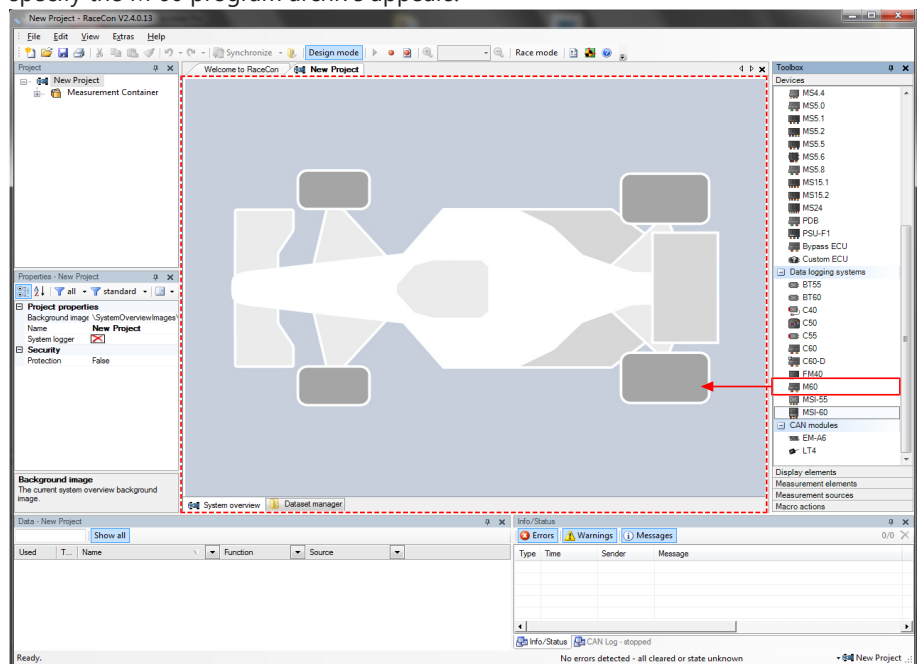 specify the M 60 program archive appears.
New Project - RaceCon V2.4.0.13
File Edit View Extras Help
Synchronize Design mode Race mode
Project
New Project
Measurement Container
Welcome to RaceCon New Project
Toolbox
Devices
MS4.4
MS5.0
MS5.1
MS5.2
MS5.5
MS5.6
MS5.8
MS15.1
MS15.2
MS24
PDB
PSU-F1
Bypass ECU
Custom ECU
Data logging systems
BT55
BT60
C40
C50
C55
C60
C60-D
FM40
M60
MSI-55
MSI-60
CAN modules
EM-A6
LT4
Display elements
Measurement elements
Measurement sources
Macro actions
Properties - New Project
all standard
Project properties
Background image \SystemOverviewImages\
Name New Project
System logger
Security
Protection False
Background image
The current system overview background
image.
System overview Dataset manager
Data - New Project
Show all
Used T... Name Function Source
Info/Status
Errors Warnings Messages 0/0
Type Time Sender Message
Info/Status CAN Log - stopped
Ready. No errors detected - all cleared or state unknown New Project